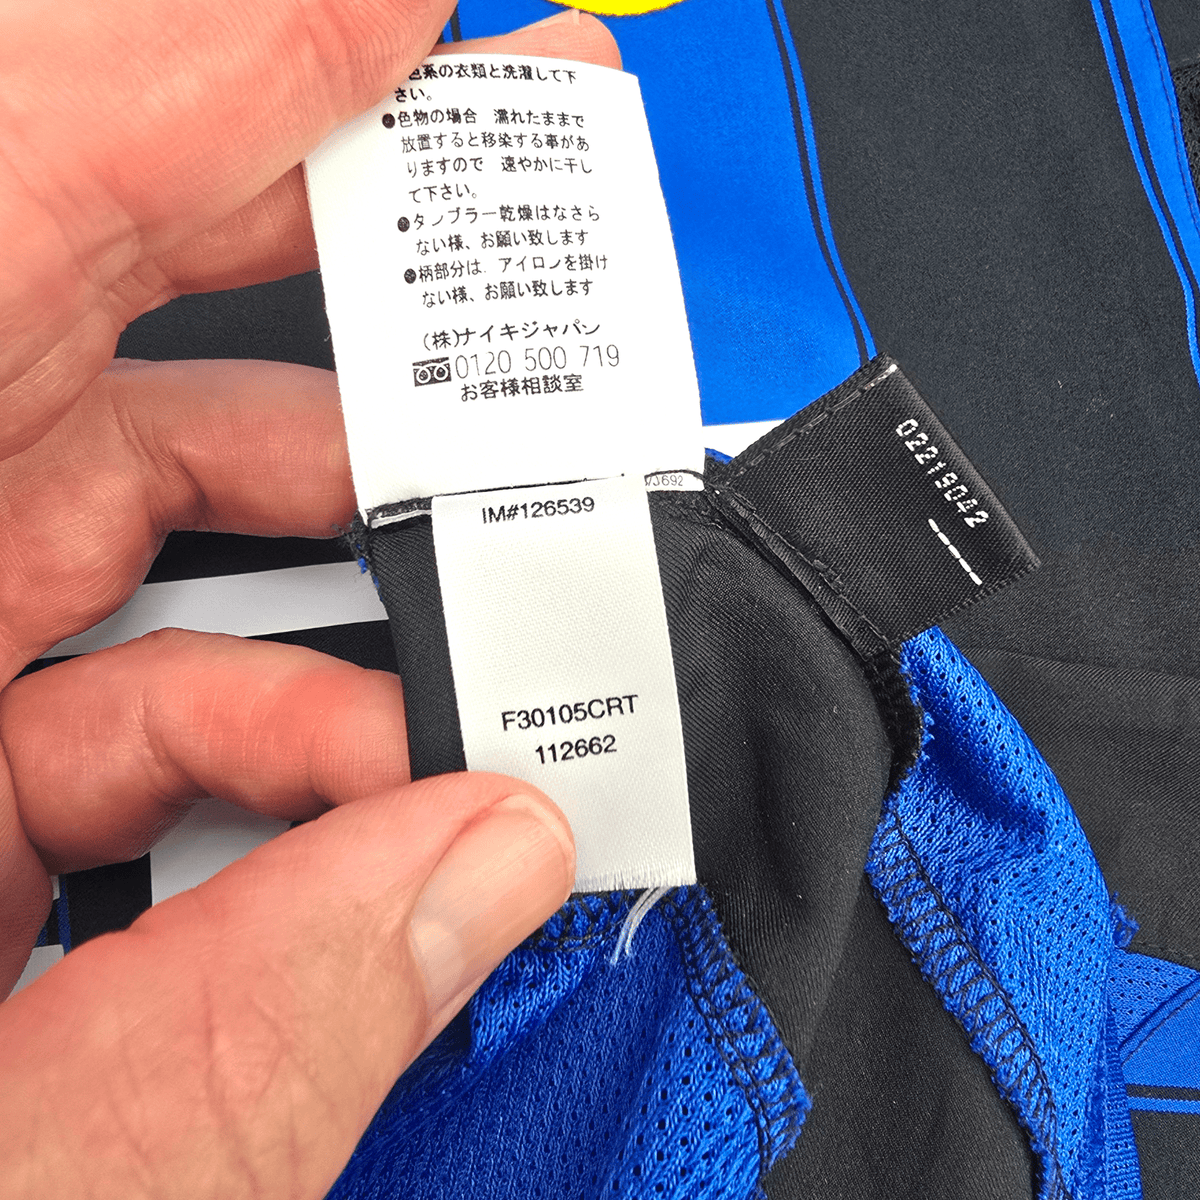 色系の衣類と洗濯して下
さい。
●色物の場合 濡れたままで
放置すると移染する事があ
りますので 速やかに干し
て下さい。
●タンブラー乾燥はなさら
ない様、お願い致します
●柄部分は、アイロンを掛け
ない様、お願い致します
(株)ナイキジャパン
0120 500 719
お客様相談室
J692
IM#126539
F30105CRT
112662
02219042